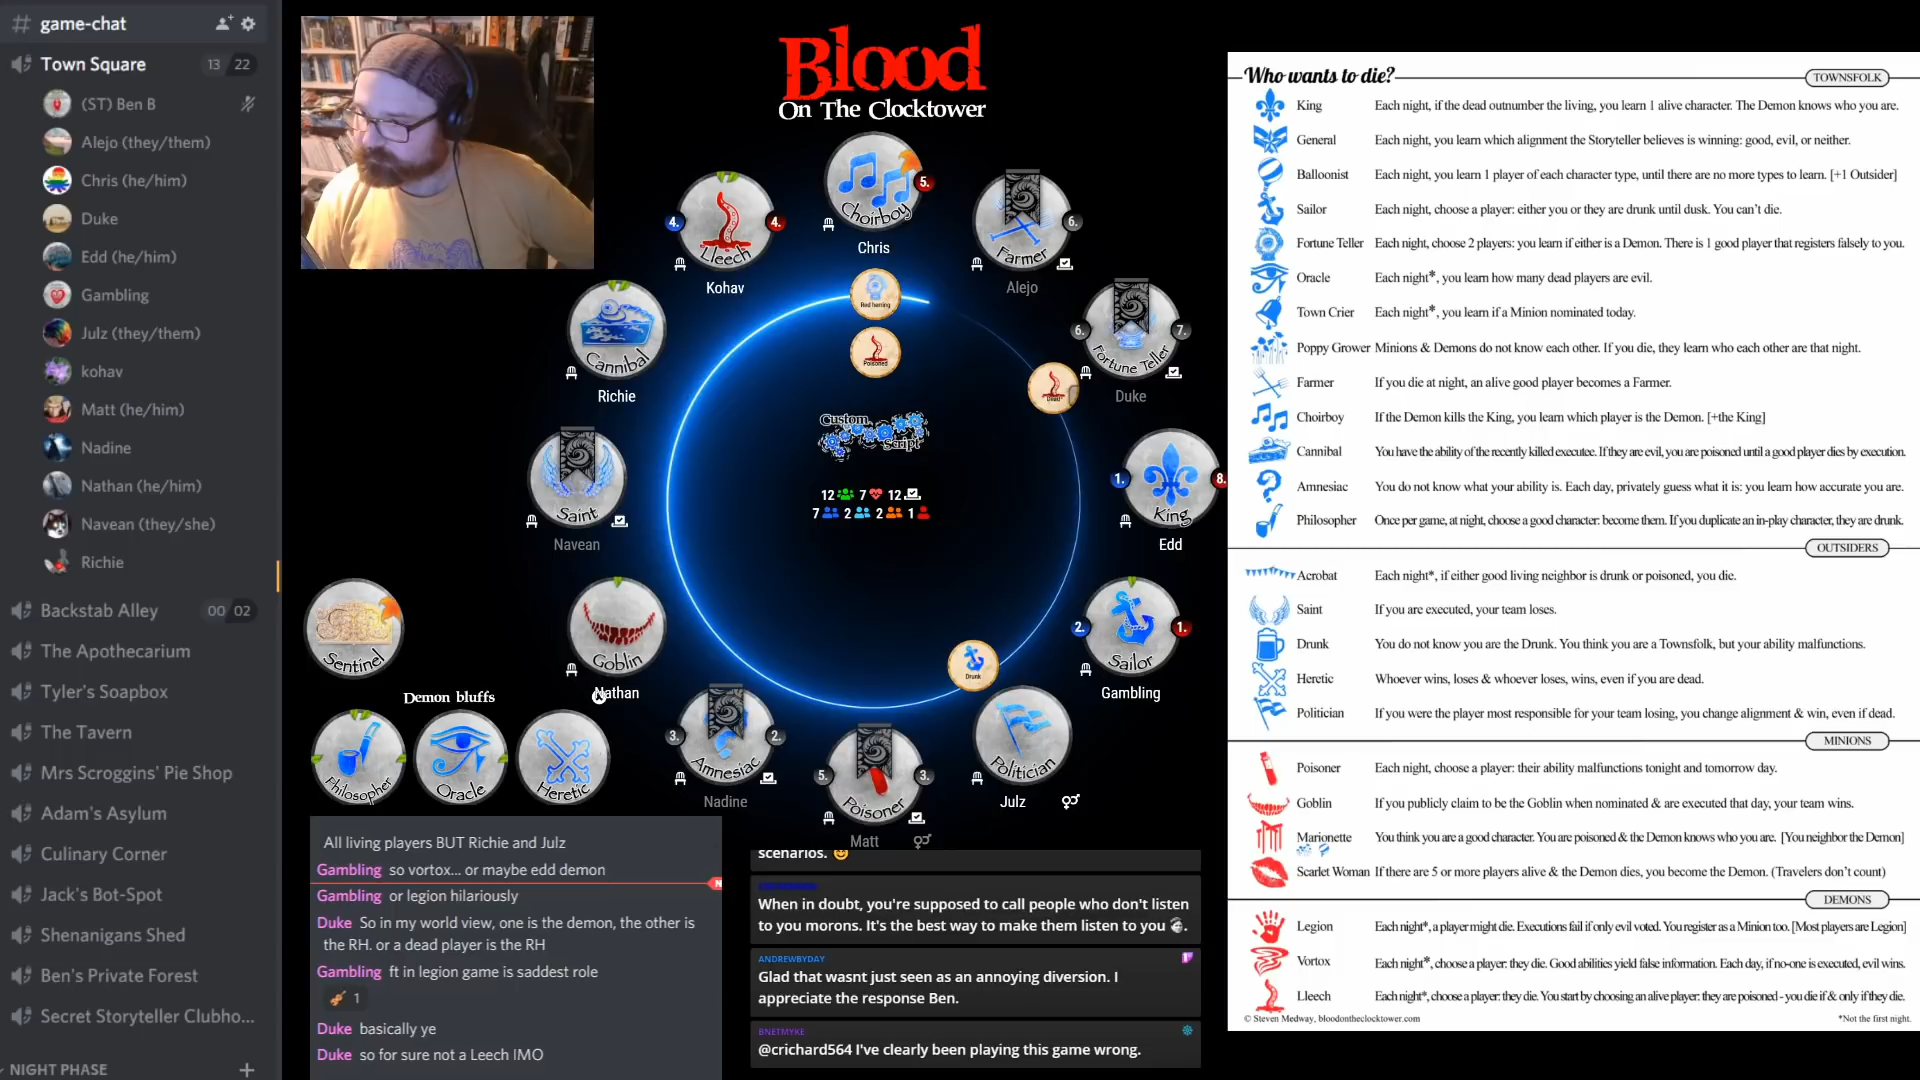 game-chat
Town Square 13 22
(ST) Ben B
Alejo (they/them)
Chris (he/him)
Duke
Edd (he/him)
Gambling
Julz (they/them)
kohav
Matt (he/him)
Nadine
Nathan (he/him)
Navean (they/she)
Richie
Backstab Alley 00 02
The Apothecarium
Tyler's Soapbox
The Tavern
Mrs Scroggins' Pie Shop
Adam's Asylum
Culinary Corner
Jack's Bot-Spot
Shenanigans Shed
Ben's Private Forest
Secret Storyteller Clubho...
NIGHT PHASE
Blood
On The Clocktower
Choirboy
5.
Chris
Lleech
4. 4.
Kohav
Farmer
6.
Alejo
Cannibal
Richie
Red herring
Poisoned
Fortune Teller
6. 7.
Duke
Dead
Custom
Script
Saint
Navean
12 7 12
7 2 2 1
King
1. 8.
Edd
Sentinel
Goblin
Nathan
Drunk
Sailor
2. 1.
Gambling
Demon bluffs
Philosopher
Oracle
Heretic
Amnesiac
3. 2.
Nadine
Poisoner
5. 3.
Matt
Politician
Julz
All living players BUT Richie and Julz
Gambling so vortox... or maybe edd demon
Gambling or legion hilariously
Duke So in my world view, one is the demon, the other is
the RH. or a dead player is the RH
Gambling ft in legion game is saddest role
1
Duke basically ye
Duke so for sure not a Leech IMO
scenarios.
When in doubt, you're supposed to call people who don't listen
to you morons. It's the best way to make them listen to you
ANDREWBYDAY
Glad that wasnt just seen as an annoying diversion. I
appreciate the response Ben.
BNETMYKE
@crichard564 I've clearly been playing this game wrong.
Who wants to die?
TOWNSFOLK
King Each night, if the dead outnumber the living, you learn 1 alive character. The Demon knows who you are.
General Each night, you learn which alignment the Storyteller believes is winning: good, evil, or neither.
Balloonist Each night, you learn 1 player of each character type, until there are no more types to learn. [+1 Outsider]
Sailor Each night, choose a player: either you or they are drunk until dusk. You can't die.
Fortune Teller Each night, choose 2 players: you learn if either is a Demon. There is 1 good player that registers falsely to you.
Oracle Each night*, you learn how many dead players are evil.
Town Crier Each night*, you learn if a Minion nominated today.
Poppy Grower Minions & Demons do not know each other. If you die, they learn who each other are that night.
Farmer If you die at night, an alive good player becomes a Farmer.
Choirboy If the Demon kills the King, you learn which player is the Demon. [+the King]
Cannibal You have the ability of the recently killed executee. If they are evil, you are poisoned until a good player dies by execution.
Amnesiac You do not know what your ability is. Each day, privately guess what it is: you learn how accurate you are.
Philosopher Once per game, at night, choose a good character: become them. If you duplicate an in-play character, they are drunk.
OUTSIDERS
Acrobat Each night*, if either good living neighbor is drunk or poisoned, you die.
Saint If you are executed, your team loses.
Drunk You do not know you are the Drunk. You think you are a Townsfolk, but your ability malfunctions.
Heretic Whoever wins, loses & whoever loses, wins, even if you are dead.
Politician If you were the player most responsible for your team losing, you change alignment & win, even if dead.
MINIONS
Poisoner Each night, choose a player: their ability malfunctions tonight and tomorrow day.
Goblin If you publicly claim to be the Goblin when nominated & are executed that day, your team wins.
Marionette You think you are a good character. You are poisoned & the Demon knows who you are. [You neighbor the Demon]
Scarlet Woman If there are 5 or more players alive & the Demon dies, you become the Demon. (Travelers don't count)
DEMONS
Legion Each night*, a player might die. Executions fail if only evil voted. You register as a Minion too. [Most players are Legion]
Vortox Each night*, choose a player: they die. Good abilities yield false information. Each day, if no-one is executed, evil wins.
Lleech Each night*, choose a player: they die. You start by choosing an alive player: they are poisoned - you die if & only if they die.
© Steven Medway, bloodontheclocktower.com *Not the first night.